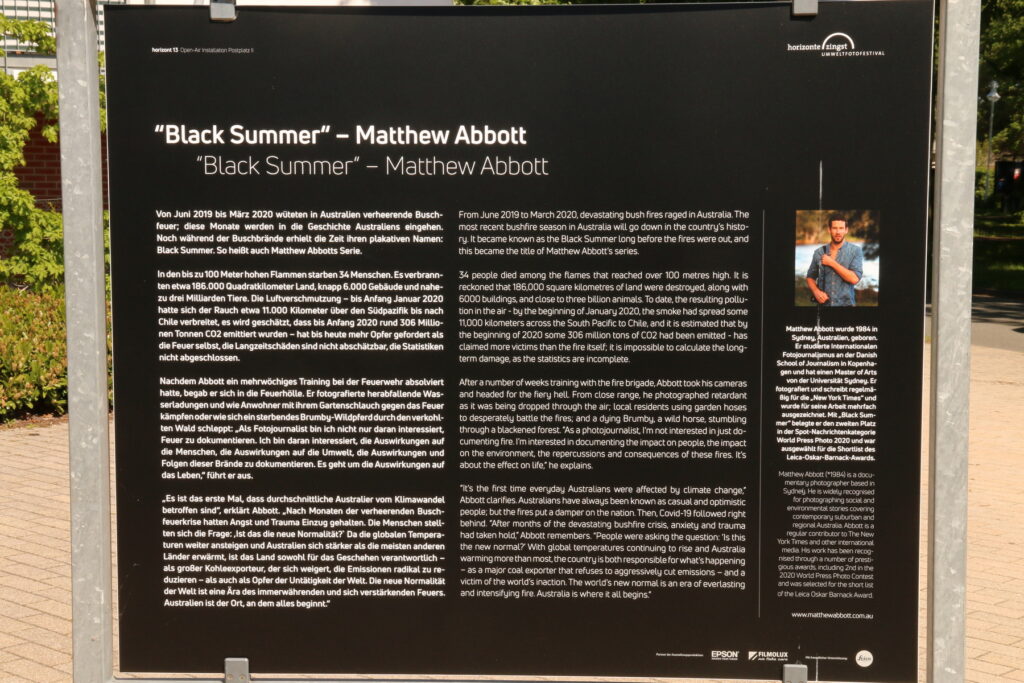 horizont 13 Open-Air Installation Postplatz II
horizonte zingst
UMWELTFOTOFESTIVAL
"Black Summer" – Matthew Abbott
"Black Summer" – Matthew Abbott
Von Juni 2019 bis März 2020 wüteten in Australien verheerende Busch-
feuer; diese Monate werden in die Geschichte Australiens eingehen.
Noch während der Buschbrände erhielt die Zeit ihren plakativen Namen:
Black Summer. So heißt auch Matthew Abbotts Serie.
In den bis zu 100 Meter hohen Flammen starben 34 Menschen. Es verbrann-
ten etwa 186.000 Quadratkilometer Land, knapp 6.000 Gebäude und nahe-
zu drei Milliarden Tiere. Die Luftverschmutzung – bis Anfang Januar 2020
hatte sich der Rauch etwa 11.000 Kilometer über den Südpazifik bis nach
Chile verbreitet, es wird geschätzt, dass bis Anfang 2020 rund 306 Millio-
nen Tonnen CO2 emittiert wurden – hat bis heute mehr Opfer gefordert als
die Feuer selbst, die Langzeitschäden sind nicht abschätzbar, die Statistiken
nicht abgeschlossen.
Nachdem Abbott ein mehrwöchiges Training bei der Feuerwehr absolviert
hatte, begab er sich in die Feuerhölle. Er fotografierte herabfallende Was-
serladungen und wie Anwohner mit ihrem Gartenschlauch gegen das Feuer
kämpfen oder wie sich ein sterbendes Brumby-Wildpferd durch den verkohl-
ten Wald schleppt: „Als Fotojournalist bin ich nicht nur daran interessiert,
Feuer zu dokumentieren. Ich bin daran interessiert, die Auswirkungen auf
die Menschen, die Auswirkungen auf die Umwelt, die Auswirkungen und
Folgen dieser Brände zu dokumentieren. Es geht um die Auswirkungen auf
das Leben," führt er aus.
„Es ist das erste Mal, dass durchschnittliche Australier vom Klimawandel
betroffen sind", erklärt Abbott. „Nach Monaten der verheerenden Busch-
feuerkrise hatten Angst und Trauma Einzug gehalten. Die Menschen stell-
ten sich die Frage: ‚Ist das die neue Normalität?' Da die globalen Tempera-
turen weiter ansteigen und Australien sich stärker als die meisten anderen
Länder erwärmt, ist das Land sowohl für das Geschehen verantwortlich –
als großer Kohleexporteur, der sich weigert, die Emissionen radikal zu re-
duzieren – als auch als Opfer der Untätigkeit der Welt. Die neue Normalität
der Welt ist eine Ära des immerwährenden und sich verstärkenden Feuers.
Australien ist der Ort, an dem alles beginnt."
From June 2019 to March 2020, devastating bush fires raged in Australia. The
most recent bushfire season in Australia will go down in the country's histo-
ry. It became known as the Black Summer long before the fires were out, and
this became the title of Matthew Abbott's series.
34 people died among the flames that reached over 100 metres high. It is
reckoned that 186,000 square kilometres of land were destroyed, along with
6000 buildings, and close to three billion animals. To date, the resulting pollu-
tion in the air - by the beginning of January 2020, the smoke had spread some
11,000 kilometers across the South Pacific to Chile, and it is estimated that by
the beginning of 2020 some 306 million tons of CO2 had been emitted - has
claimed more victims than the fire itself; it is impossible to calculate the long-
term damage, as the statistics are incomplete.
After a number of weeks training with the fire brigade, Abbott took his cameras
and headed for the fiery hell. From close range, he photographed retardant
as it was being dropped through the air; local residents using garden hoses
to desperately battle the fires; and a dying Brumby, a wild horse, stumbling
through a blackened forest. "As a photojournalist, I'm not interested in just do-
cumenting fire. I'm interested in documenting the impact on people, the impact
on the environment, the repercussions and consequences of these fires. It's
about the effect on life," he explains.
"It's the first time everyday Australians were affected by climate change,"
Abbott clarifies. Australians have always been known as casual and optimistic
people; but the fires put a damper on the nation. Then, Covid-19 followed right
behind. "After months of the devastating bushfire crisis, anxiety and trauma
had taken hold," Abbott remembers. "People were asking the question: 'Is this
the new normal?' With global temperatures continuing to rise and Australia
warming more than most, the country is both responsible for what's happening
– as a major coal exporter that refuses to aggressively cut emissions – and a
victim of the world's inaction. The world's new normal is an era of everlasting
and intensifying fire. Australia is where it all begins."
Matthew Abbott wurde 1984 in
Sydney, Australien, geboren.
Er studierte Internationalen
Fotojournalismus an der Danish
School of Journalism in Kopenha-
gen und hat einen Master of Arts
von der Universität Sydney. Er
fotografiert und schreibt regelmä-
ßig für die „New York Times" und
wurde für seine Arbeit mehrfach
ausgezeichnet. Mit „Black Sum-
mer" belegte er den zweiten Platz
in der Spot-Nachrichtenkategorie
World Press Photo 2020 und war
ausgewählt für die Shortlist des
Leica-Oskar-Barnack-Awards.
Matthew Abbott (*1984) is a docu-
mentary photographer based in
Sydney. He is widely recognised
for photographing social and
environmental stories covering
contemporary suburban and
regional Australia. Abbott is a
regular contributor to The New
York Times and other international
media. His work has been recog-
nised through a number of presti-
gious awards, including 2nd in the
2020 World Press Photo Contest
and was selected for the short list
of the Leica Oskar Barnack Award.
www.matthewabbott.com.au
Partner der Ausstellungsproduktion
EPSON
FILMOLUX
Mit freundlicher Unterstützung
Leica